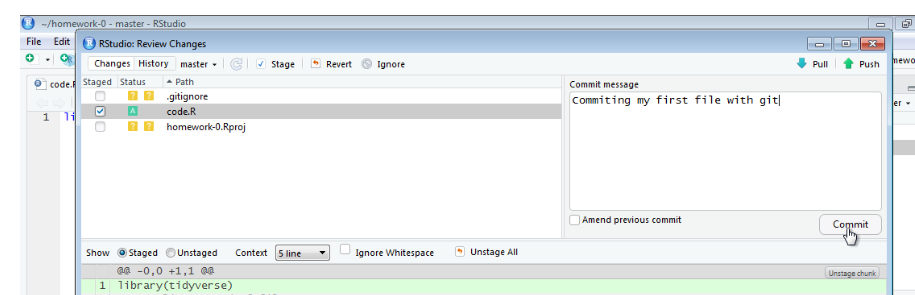 ~/homework-0 - master - RStudio
File Edit
RStudio: Review Changes
Changes History master Stage Revert Ignore Pull Push
code.R
Staged Status Path
Commit message
? ? .gitignore
A code.R
? ? homework-0.Rproj
Commiting my first file with git
1 li
Amend previous commit
Commit
Show Staged Unstaged Context 5 line Ignore Whitespace Unstage All
@@ -0,0 +1,1 @@
Unstage chunk
1 library(tidyverse)